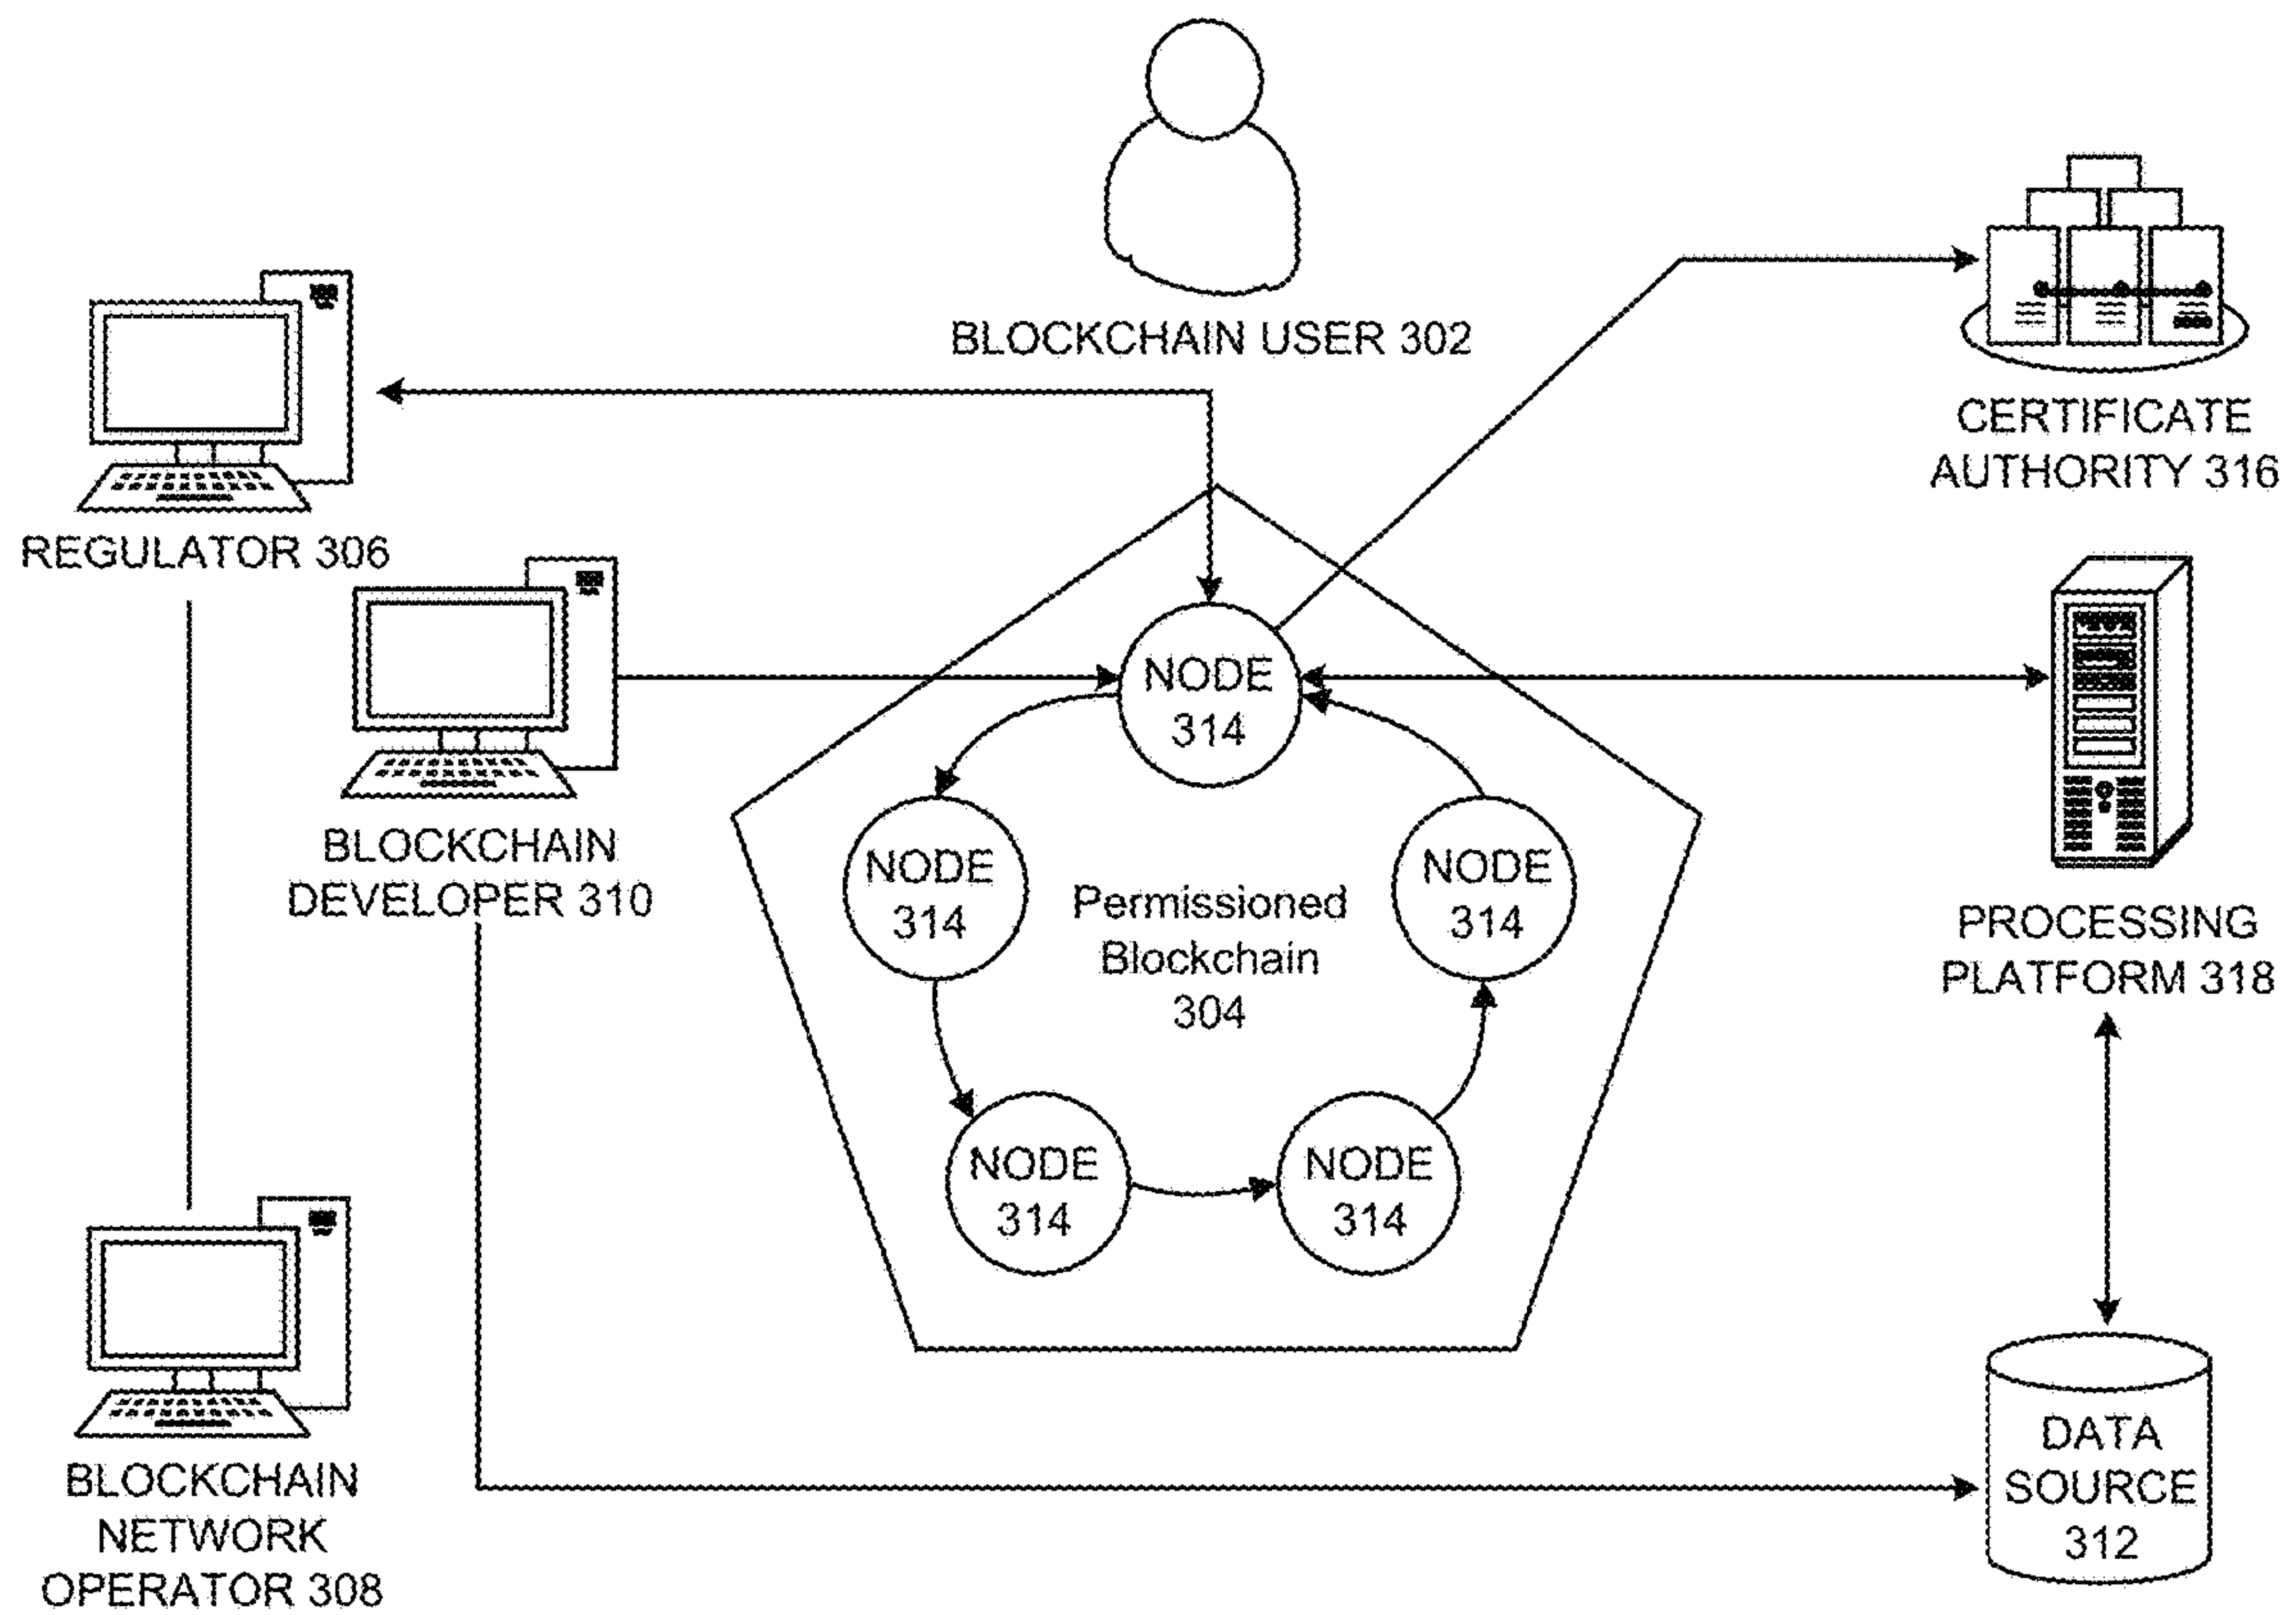 BLOCKCHAIN USER 302
CERTIFICATE
AUTHORITY 316
REGULATOR 306
NODE
314
BLOCKCHAIN
DEVELOPER 310
NODE
314
Permissioned
Blockchain
304
NODE
314
PROCESSING
PLATFORM 318
NODE
314
NODE
314
BLOCKCHAIN
NETWORK
OPERATOR 308
DATA
SOURCE
312